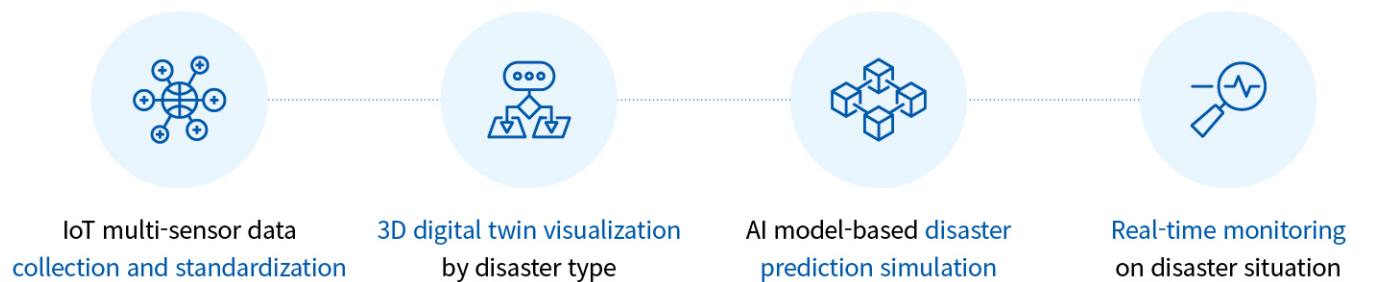 IoT multi-sensor data
collection and standardization
3D digital twin visualization
by disaster type
AI model-based disaster
prediction simulation
Real-time monitoring
on disaster situation